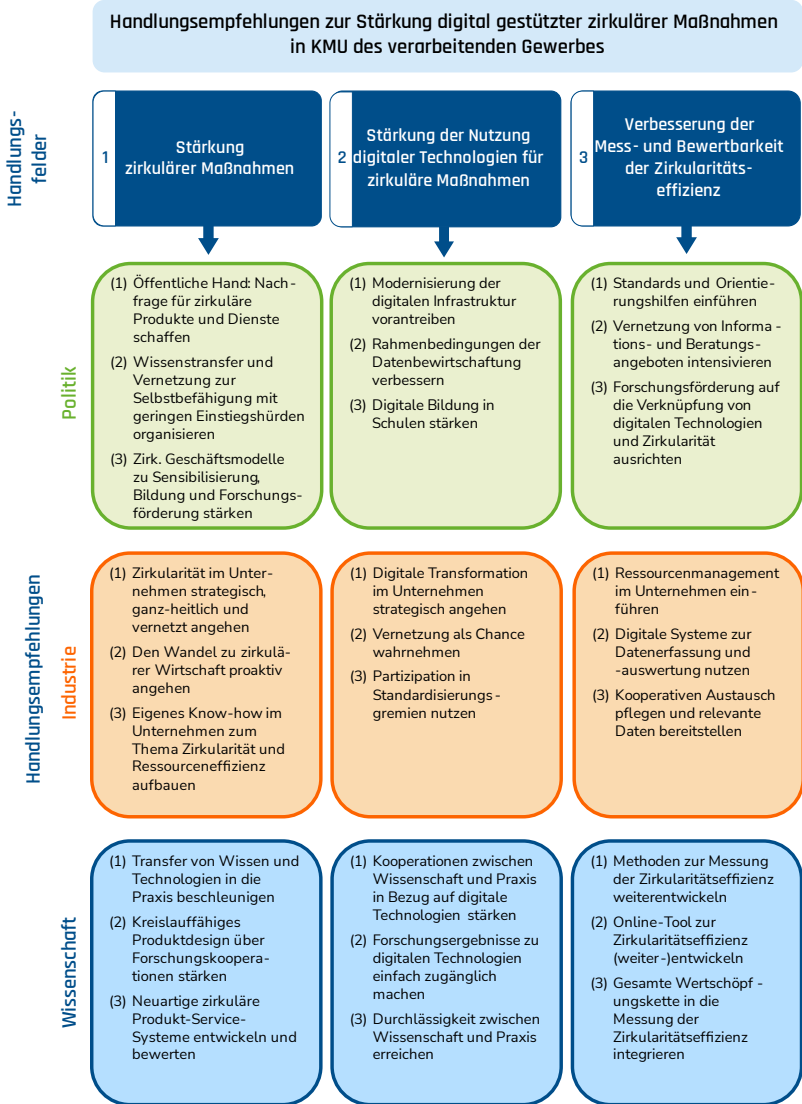 Handlungsempfehlungen zur Stärkung digital gestützter zirkulärer Maßnahmen
in KMU des verarbeitenden Gewerbes
Handlungs-
felder
1
Stärkung
zirkulärer Maßnahmen
2
Stärkung der Nutzung
digitaler Technologien für
zirkuläre Maßnahmen
3
Verbesserung der
Mess- und Bewertbarkeit
der Zirkularitäts-
effizienz
Handlungsempfehlungen
Politik
(1) Öffentliche Hand: Nach-
frage für zirkuläre
Produkte und Dienste
schaffen
(2) Wissenstransfer und
Vernetzung zur
Selbstbefähigung mit
geringen Einstiegshürden
organisieren
(3) Zirk. Geschäftsmodelle
zu Sensibilisierung,
Bildung und Forschungs-
förderung stärken
(1) Modernisierung der
digitalen Infrastruktur
vorantreiben
(2) Rahmenbedingungen der
Datenbewirtschaftung
verbessern
(3) Digitale Bildung in
Schulen stärken
(1) Standards und Orientie-
rungshilfen einführen
(2) Vernetzung von Informa -
tions- und Beratungs-
angeboten intensivieren
(3) Forschungsförderung auf
die Verknüpfung von
digitalen Technologien
und Zirkularität
ausrichten
Industrie
(1) Zirkularität im Unter-
nehmen strategisch,
ganz-heitlich und
vernetzt angehen
(2) Den Wandel zu zirkulä-
rer Wirtschaft proaktiv
angehen
(3) Eigenes Know-how im
Unternehmen zum
Thema Zirkularität und
Ressourceneffizienz
aufbauen
(1) Digitale Transformation
im Unternehmen
strategisch angehen
(2) Vernetzung als Chance
wahrnehmen
(3) Partizipation in
Standardisierungs -
gremien nutzen
(1) Ressourcenmanagement
im Unternehmen ein-
führen
(2) Digitale Systeme zur
Datenerfassung und
-auswertung nutzen
(3) Kooperativen Austausch
pflegen und relevante
Daten bereitstellen
Wissenschaft
(1) Transfer von Wissen und
Technologien in die
Praxis beschleunigen
(2) Kreislauffähiges
Produktdesign über
Forschungskoopera-
tionen stärken
(3) Neuartige zirkuläre
Produkt-Service-
Systeme entwickeln und
bewerten
(1) Kooperationen zwischen
Wissenschaft und Praxis
in Bezug auf digitale
Technologien stärken
(2) Forschungsergebnisse zu
digitalen Technologien
einfach zugänglich
machen
(3) Durchlässigkeit zwischen
Wissenschaft und Praxis
erreichen
(1) Methoden zur Messung
der Zirkularitätseffizienz
weiterentwickeln
(2) Online-Tool zur
Zirkularitätseffizienz
(weiter-)entwickeln
(3) Gesamte Wertschöpf -
ungskette in die
Messung der
Zirkularitätseffizienz
integrieren